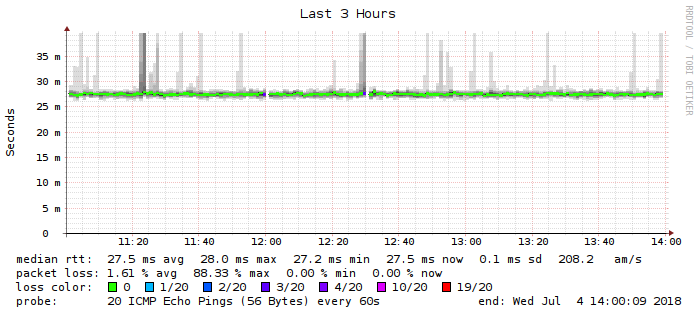 Last 3 Hours
RRDTOOL / TOBI OETIKER
Seconds
35 m
30 m
25 m
20 m
15 m
10 m
5 m
0
11:20 11:40 12:00 12:20 12:40 13:00 13:20 13:40 14:00
median rtt: 27.5 ms avg 28.0 ms max 27.2 ms min 27.5 ms now 0.1 ms sd 208.2 am/s
packet loss: 1.61 % avg 88.33 % max 0.00 % min 0.00 % now
loss color: 0 1/20 2/20 3/20 4/20 10/20 19/20
probe: 20 ICMP Echo Pings (56 Bytes) every 60s end: Wed Jul 4 14:00:09 2018